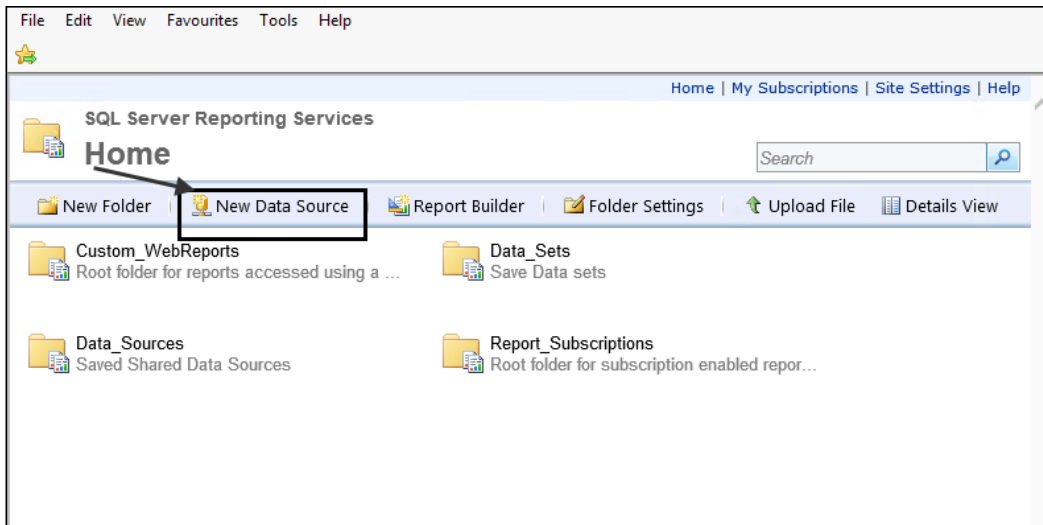 File Edit View Favourites Tools Help
Home | My Subscriptions | Site Settings | Help
SQL Server Reporting Services
Home
Search
New Folder | New Data Source | Report Builder | Folder Settings | Upload File Details View
Custom_WebReports
Root folder for reports accessed using a ...
Data_Sets
Save Data sets
Data_Sources
Saved Shared Data Sources
Report_Subscriptions
Root folder for subscription enabled repor...